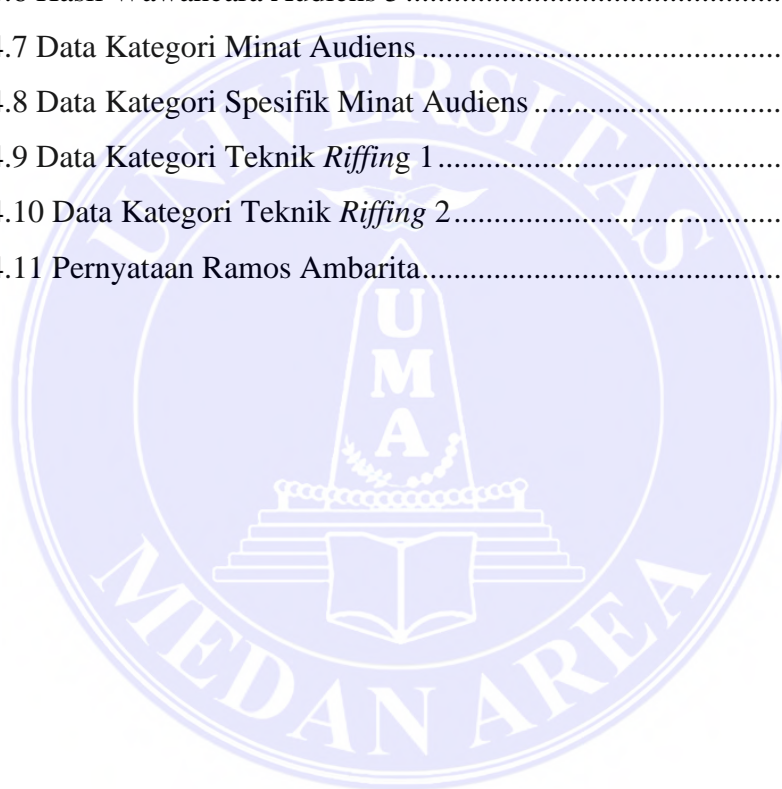 4.7 Data Kategori Minat Audiens ........................................
4.8 Data Kategori Spesifik Minat Audiens ........................................
4.9 Data Kategori Teknik Riffing 1 ........................................
4.10 Data Kategori Teknik Riffing 2 ........................................
4.11 Pernyataan Ramos Ambarita ........................................
UNIVERSITAS
UMA
MEDAN AREA